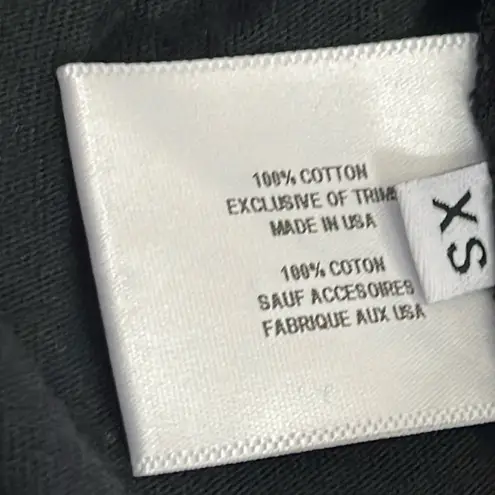 100% COTTON
EXCLUSIVE OF TRIM
MADE IN USA
100% COTON
SAUF ACCESOIRES
FABRIQUE AUX USA
XS